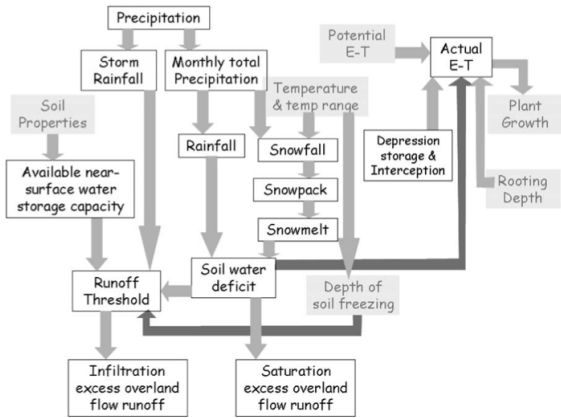 Precipitation
Storm
Rainfall
Monthly total
Precipitation
Potential
E-T
Actual
E-T
Temperature
& temp range
Soil
Properties
Plant
Growth
Rainfall
Snowfall
Depression
storage &
Interception
Available near-
surface water
storage capacity
Snowpack
Rooting
Depth
Snowmelt
Runoff
Threshold
Soil water
deficit
Depth of
soil freezing
Infiltration
excess overland
flow runoff
Saturation
excess overland
flow runoff